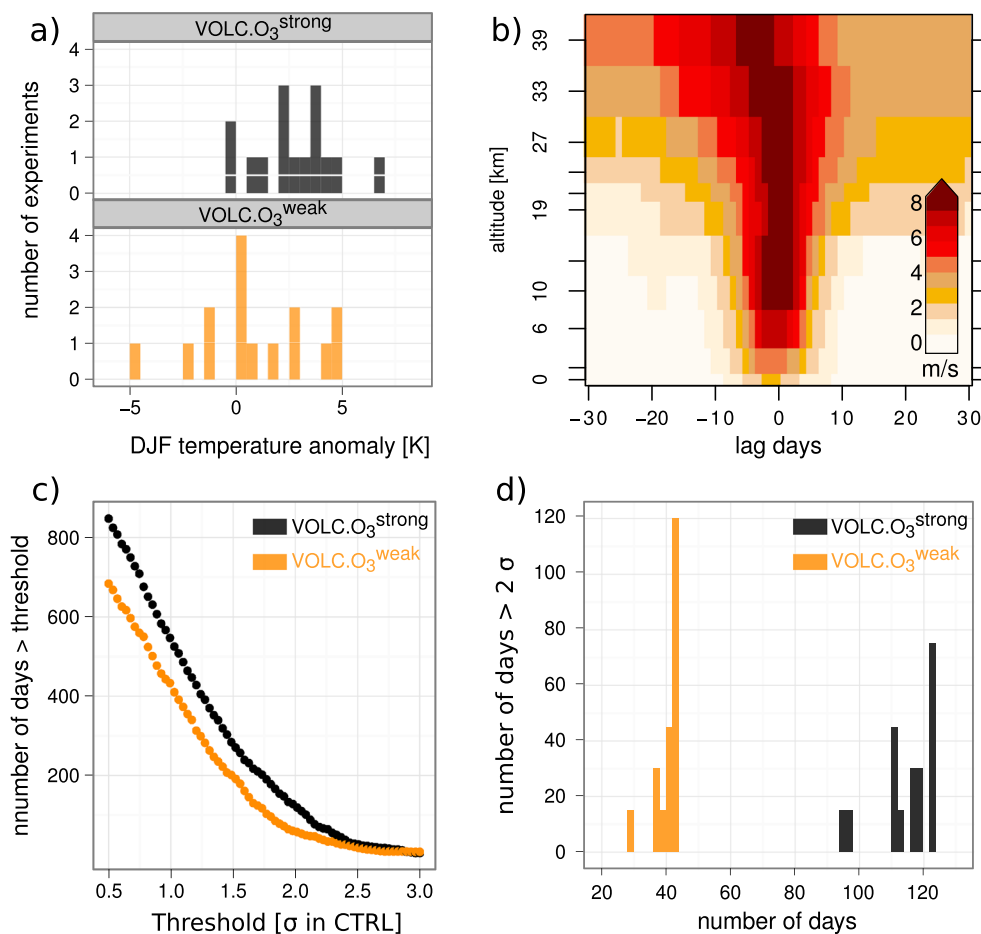 a)
VOLC.O3strong
4
3
2
1
0
VOLC.O3weak
4
3
2
1
0
number of experiments
−5 0 5
DJF temperature anomaly [K]
b)
39
33
27
19
10
6
0
altitude [km]
8
6
4
2
0
m/s
−30 −20 −10 0 10 20 30
lag days
c)
VOLC.O3strong
VOLC.O3weak
800
600
400
200
nnumber of days > threshold
0.5 1.0 1.5 2.0 2.5 3.0
Threshold [σ in CTRL]
d)
VOLC.O3strong
VOLC.O3weak
120
100
80
60
40
20
0
number of days > 2 σ
20 40 60 80 100 120
number of days